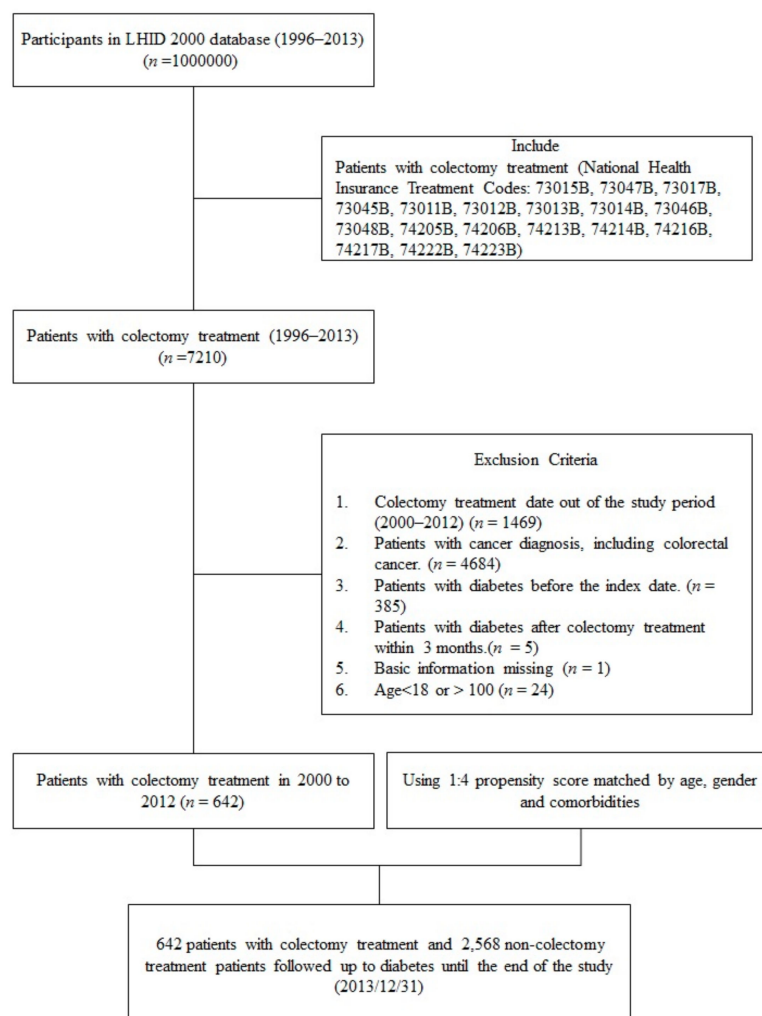 Participants in LHID 2000 database (1996–2013)
(n =1000000)
Include
Patients with colectomy treatment (National Health
Insurance Treatment Codes: 73015B, 73047B, 73017B,
73045B, 73011B, 73012B, 73013B, 73014B, 73046B,
73048B, 74205B, 74206B, 74213B, 74214B, 74216B,
74217B, 74222B, 74223B)
Patients with colectomy treatment (1996–2013)
(n =7210)
Exclusion Criteria
1. Colectomy treatment date out of the study period
(2000–2012) (n = 1469)
2. Patients with cancer diagnosis, including colorectal
cancer. (n = 4684)
3. Patients with diabetes before the index date. (n =
385)
4. Patients with diabetes after colectomy treatment
within 3 months.(n = 5)
5. Basic information missing (n = 1)
6. Age<18 or > 100 (n = 24)
Patients with colectomy treatment in 2000 to
2012 (n = 642)
Using 1:4 propensity score matched by age, gender
and comorbidities
642 patients with colectomy treatment and 2,568 non-colectomy
treatment patients followed up to diabetes until the end of the study
(2013/12/31)